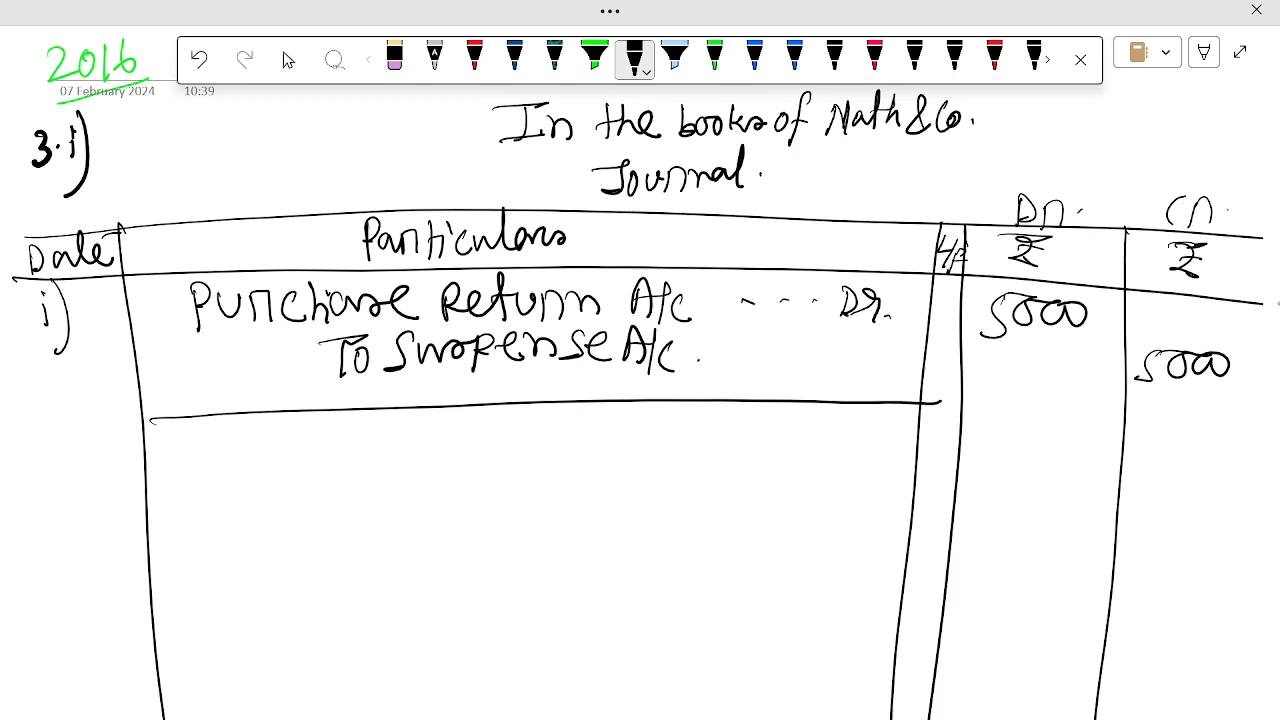 2016
07 February 2024 10:39
3. i)
In the books of Nath & Co.
Journal.
Date Particulars L/F Dr. ₹ Cr. ₹
i) Purchase Return A/c - - - Dr. 5000
To Suspense A/c. 5000